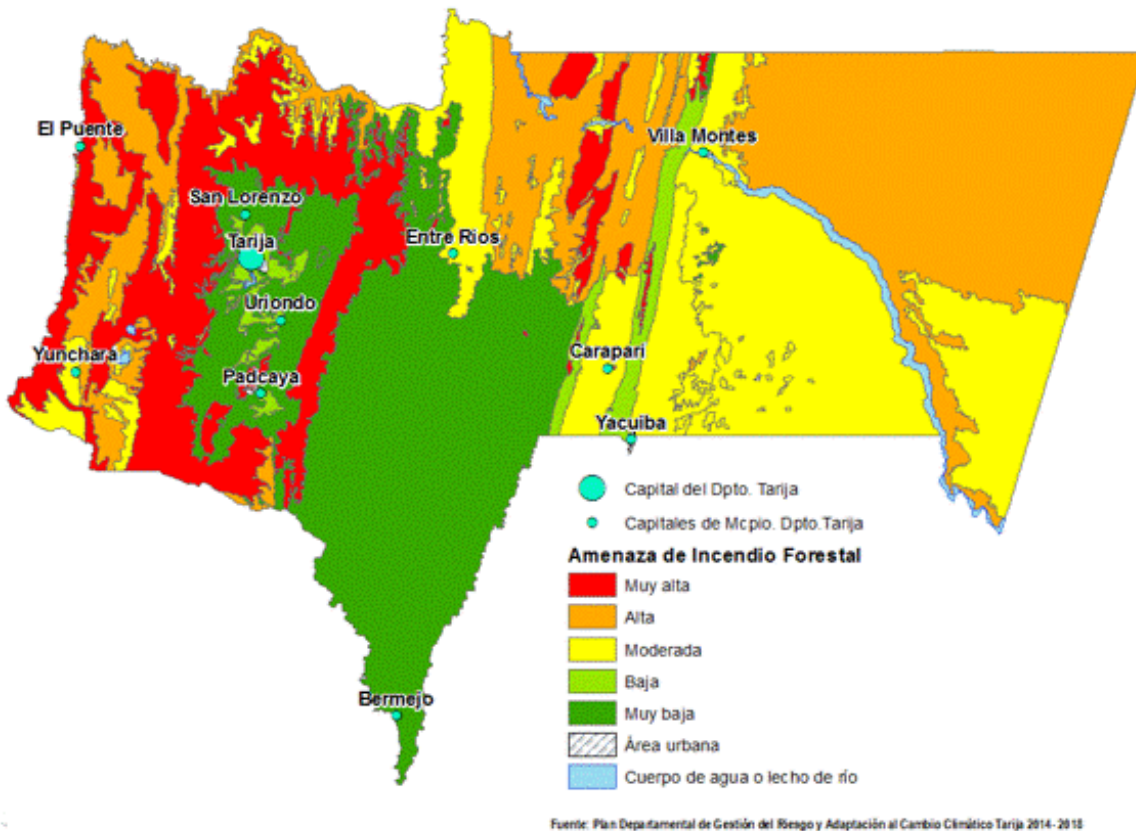 El Puente
Villa Montes
San Lorenzo
Tarija
Entre Rios
Uriondo
Yunchara
Carapari
Padcaya
Yacuiba
Capital del Dpto. Tarija
Capitales de Mcpio. Dpto.Tarija
Amenaza de Incendio Forestal
Muy alta
Alta
Moderada
Baja
Bermejo
Muy baja
Área urbana
Cuerpo de agua o lecho de río
Fuente: Plan Departamental de Gestión del Riesgo y Adaptación al Cambio Climático Tarija 2014-2018